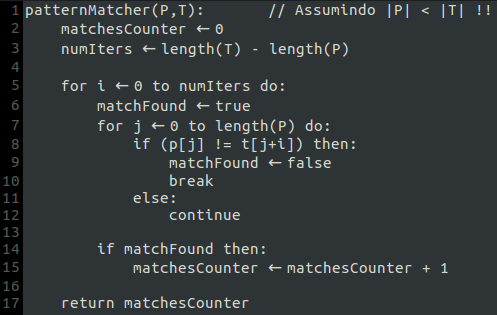 1 patternMatcher(P,T):       // Assumindo |P| < |T| !!
2     matchesCounter ← 0
3     numIters ← length(T) - length(P)
4
5     for i ← 0 to numIters do:
6         matchFound ← true
7         for j ← 0 to length(P) do:
8             if (p[j] != t[j+i]) then:
9                 matchFound ← false
10                 break
11             else:
12                 continue
13
14         if matchFound then:
15             matchesCounter ← matchesCounter + 1
16
17     return matchesCounter